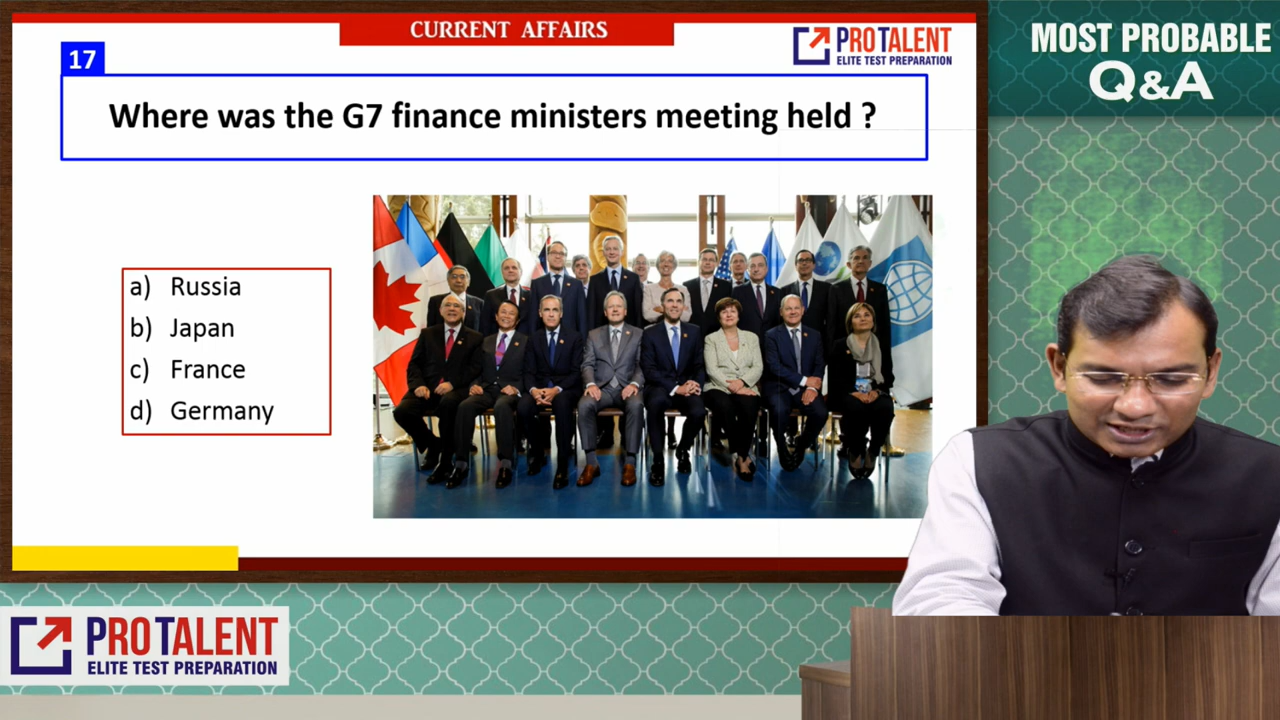 CURRENT AFFAIRS
PROTALENT
ELITE TEST PREPARATION
17
Where was the G7 finance ministers meeting held ?
a) Russia
b) Japan
c) France
d) Germany
MOST PROBABLE
Q&A
PROTALENT
ELITE TEST PREPARATION